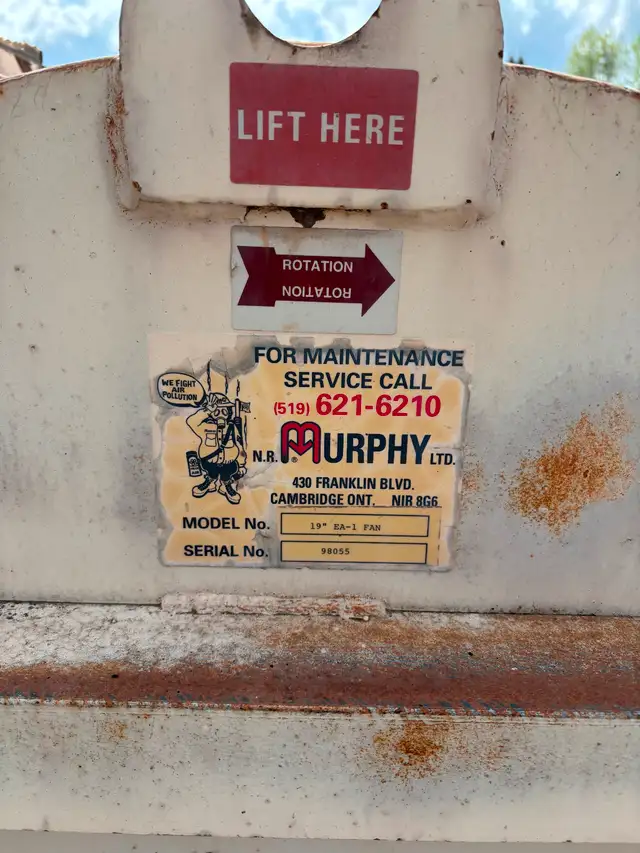 LIFT HERE
ROTATION
ROTATION
FOR MAINTENANCE
SERVICE CALL
(519) 621-6210
WE FIGHT
AIR
POLLUTION
N.R. MURPHY LTD.
430 FRANKLIN BLVD.
CAMBRIDGE ONT. NIR 8G6
MODEL No. 19" EA-1 FAN
SERIAL No. 98055